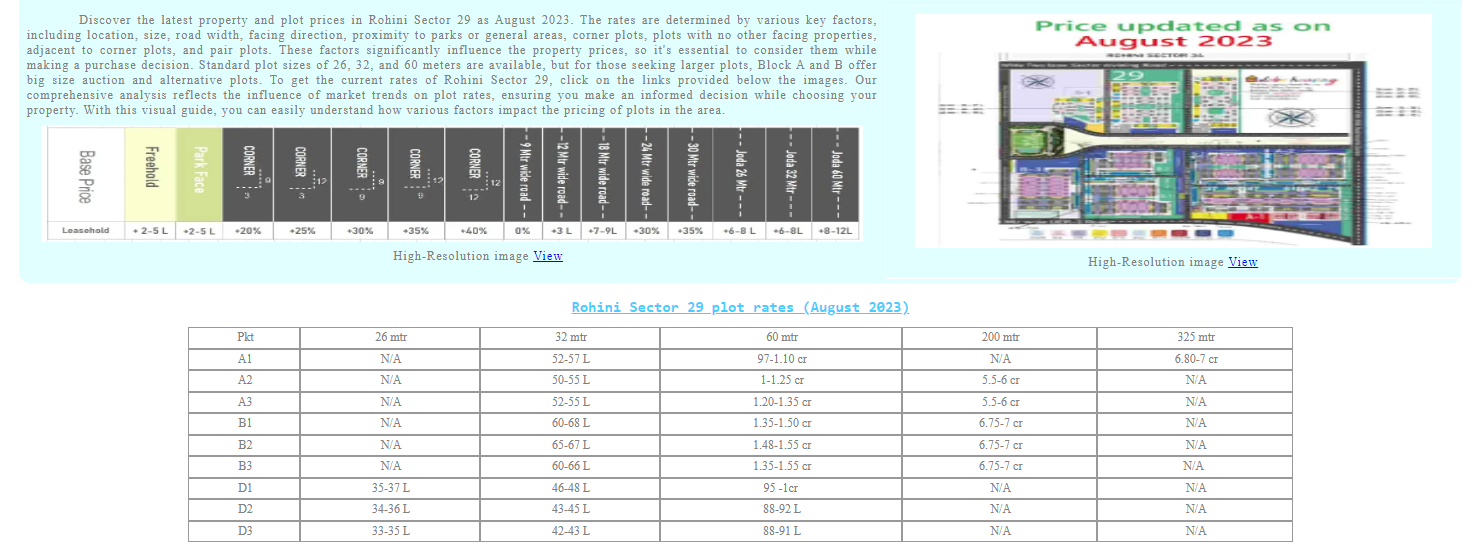 Discover the latest property and plot prices in Rohini Sector 29 as August 2023. The rates are determined by various key factors,
including location, size, road width, facing direction, proximity to parks or general areas, corner plots, plots with no other facing properties,
adjacent to corner plots, and pair plots. These factors significantly influence the property prices, so it's essential to consider them while
making a purchase decision. Standard plot sizes of 26, 32, and 60 meters are available, but for those seeking larger plots, Block A and B offer
big size auction and alternative plots. To get the current rates of Rohini Sector 29, click on the links provided below the images. Our
comprehensive analysis reflects the influence of market trends on plot rates, ensuring you make an informed decision while choosing your
property. With this visual guide, you can easily understand how various factors impact the pricing of plots in the area.
Base Price
Freehold
Park Face
CORNER 9 3
CORNER 12 3
CORNER 9 9
CORNER 12 9
CORNER 12 12
9 Mtr wide road
12 Mtr wide road
18 Mtr wide road
24 Mtr wide road
30 Mtr wide road
Joda 26 Mtr
Joda 32 Mtr
Joda 60 Mtr
Leasehold + 2-5 L +2-5 L +20% +25% +30% +35% +40% 0% +3 L +7-9L +30% +35% +6-8 L +6-8L +8-12L
High-Resolution image View
Price updated as on
August 2023
ROHINI SECTOR 34
29
A-1
High-Resolution image View
Rohini Sector 29 plot rates (August 2023)
Pkt 26 mtr 32 mtr 60 mtr 200 mtr 325 mtr
A1 N/A 52-57 L 97-1.10 cr N/A 6.80-7 cr
A2 N/A 50-55 L 1-1.25 cr 5.5-6 cr N/A
A3 N/A 52-55 L 1.20-1.35 cr 5.5-6 cr N/A
B1 N/A 60-68 L 1.35-1.50 cr 6.75-7 cr N/A
B2 N/A 65-67 L 1.48-1.55 cr 6.75-7 cr N/A
B3 N/A 60-66 L 1.35-1.55 cr 6.75-7 cr N/A
D1 35-37 L 46-48 L 95 -1cr N/A N/A
D2 34-36 L 43-45 L 88-92 L N/A N/A
D3 33-35 L 42-43 L 88-91 L N/A N/A